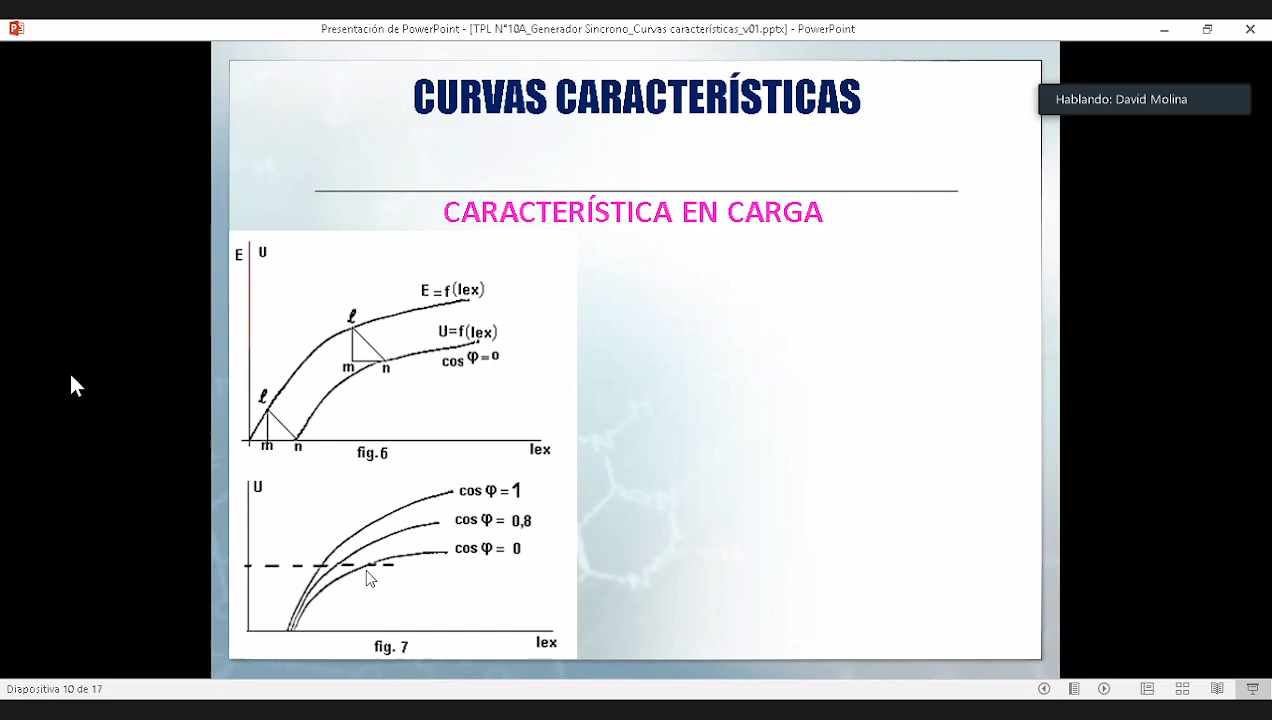 Presentación de PowerPoint - [TPL N°10A_Generador Sincrono_Curvas características_v01.pptx] - PowerPoint
Hablando: David Molina
CURVAS CARACTERÍSTICAS
CARACTERÍSTICA EN CARGA
E U
E =f(Iex)
ℓ
U=f(Iex)
cos φ=0
m n
ℓ
m n
fig.6
Iex
U
cos φ = 1
cos φ = 0,8
cos φ = 0
fig. 7
Iex
Diapositiva 10 de 17